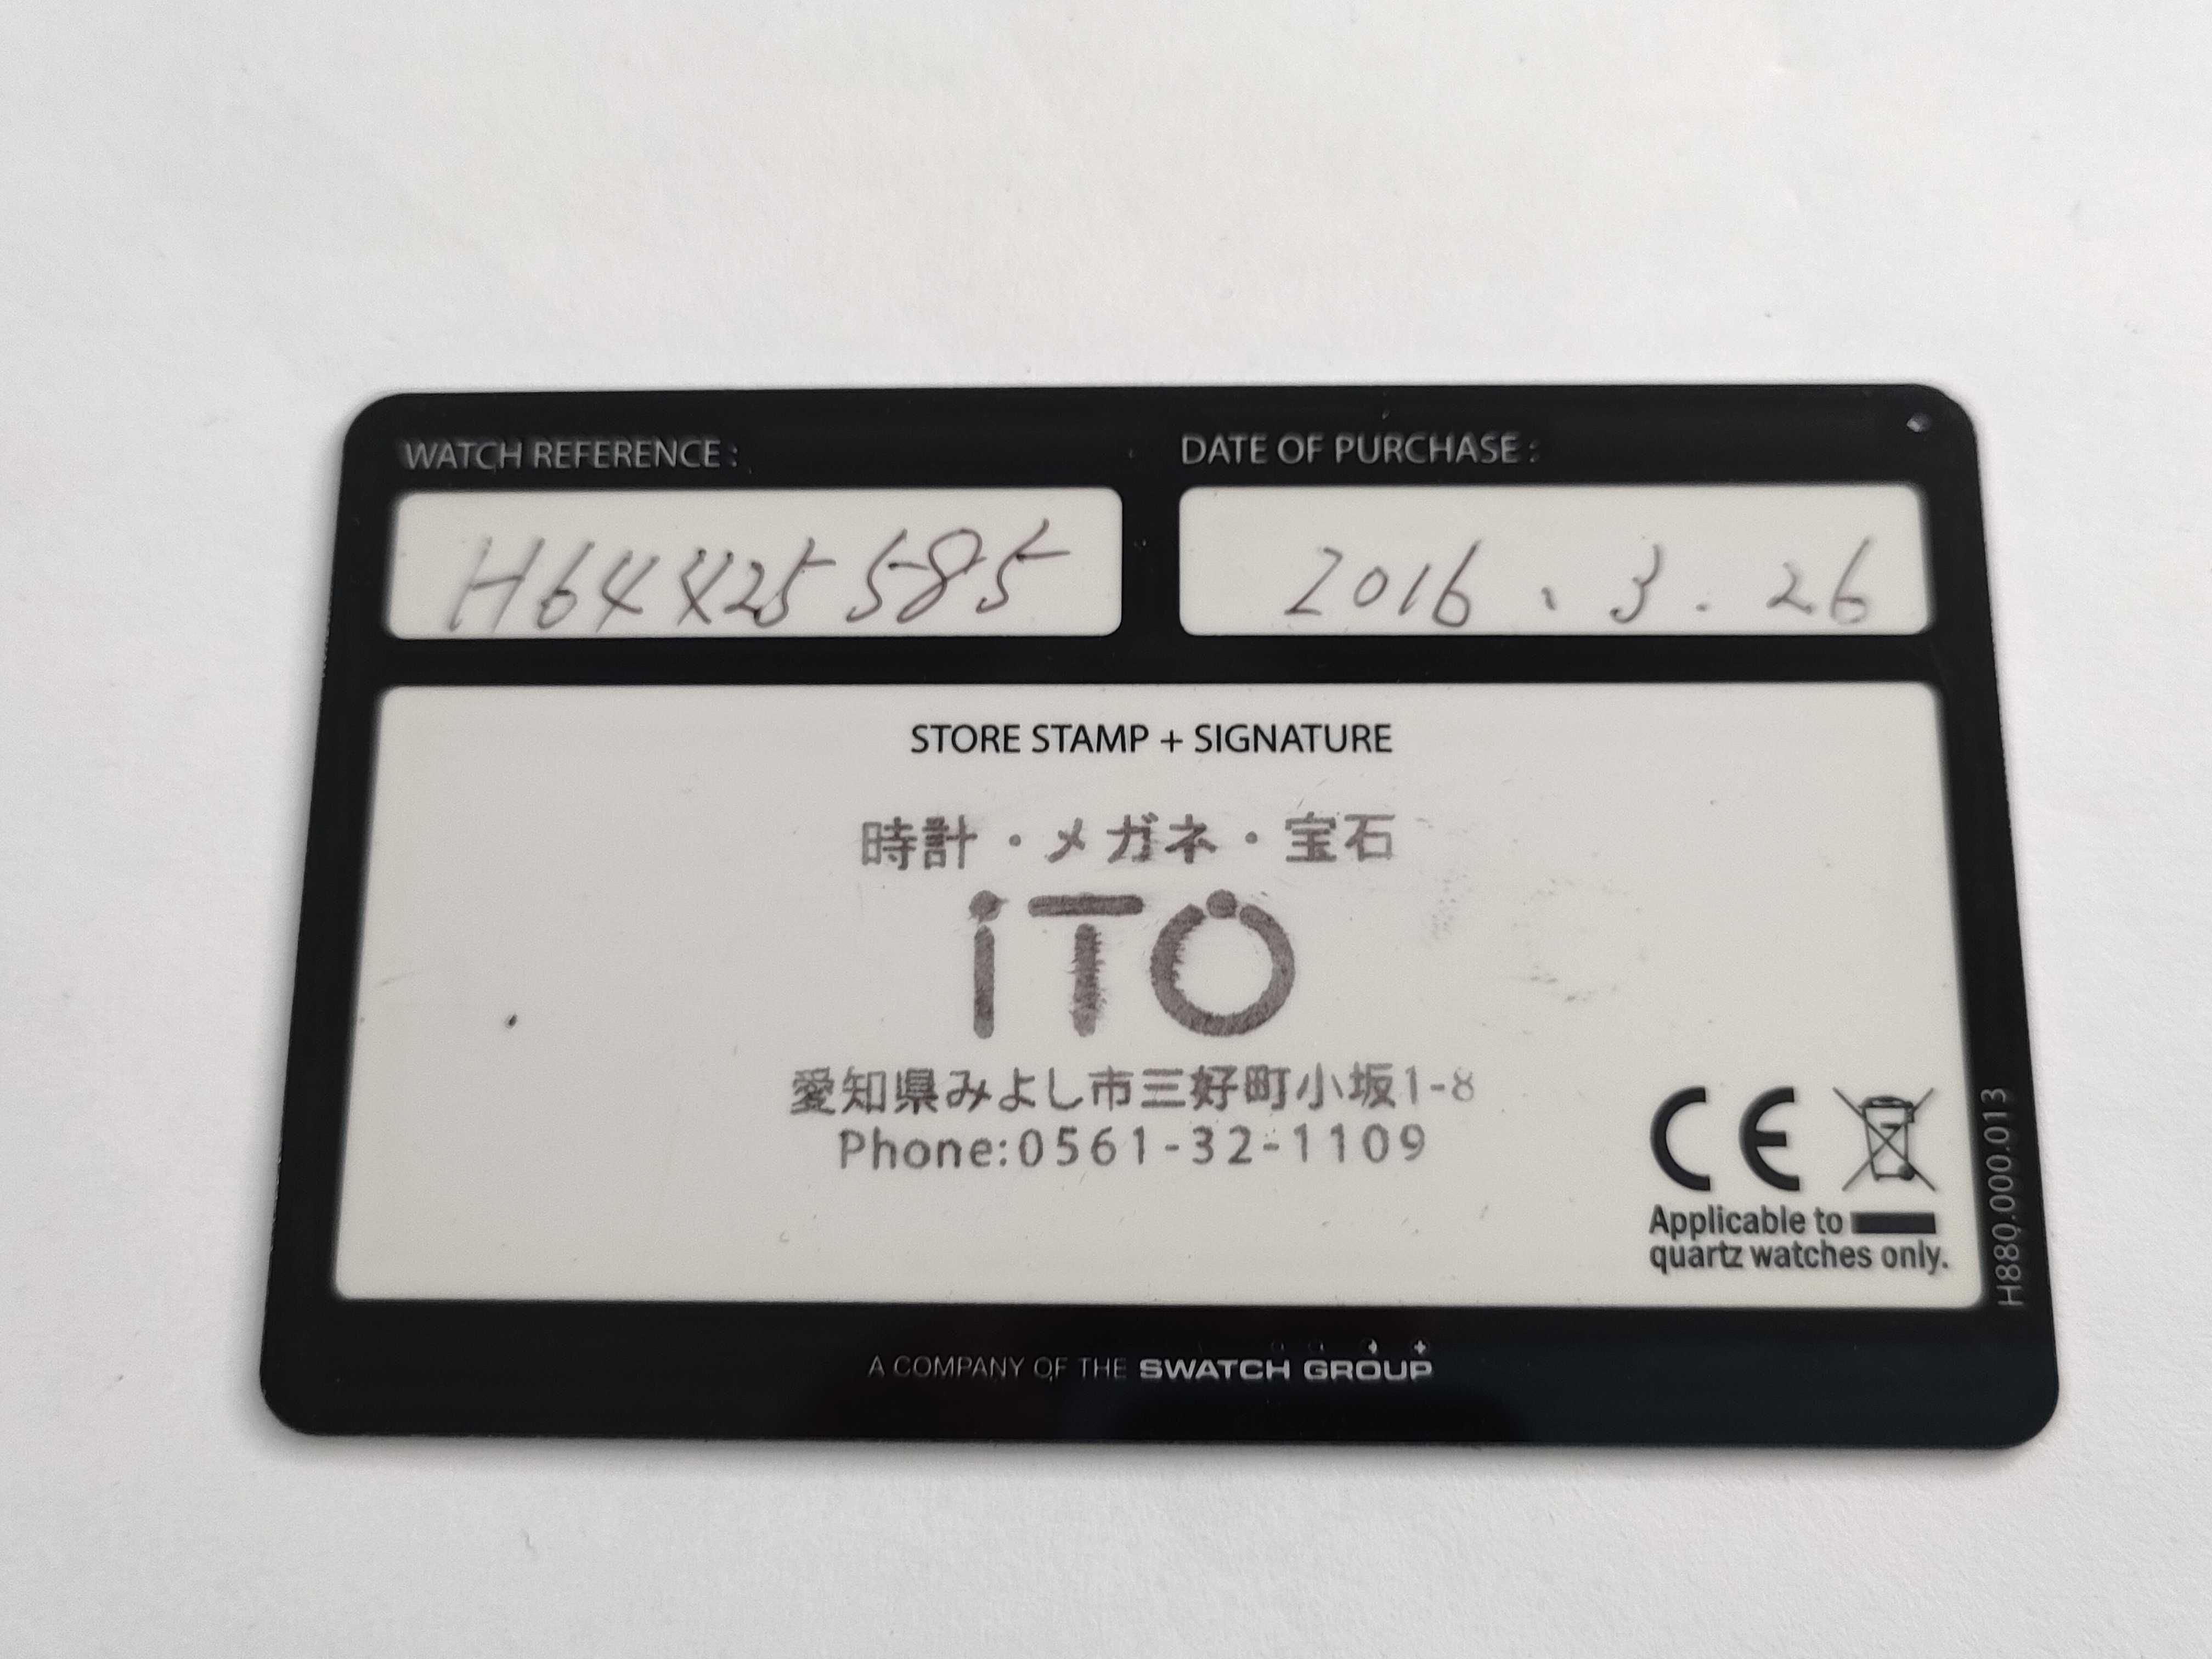 WATCH REFERENCE :
H64425585
DATE OF PURCHASE :
2016.3.26
STORE STAMP + SIGNATURE
時計・メガネ・宝石
iTO
愛知県みよし市三好町小坂1-8
Phone:0561-32-1109
CE
Applicable to
quartz watches only.
H880.000.013
A COMPANY OF THE SWATCH GROUP